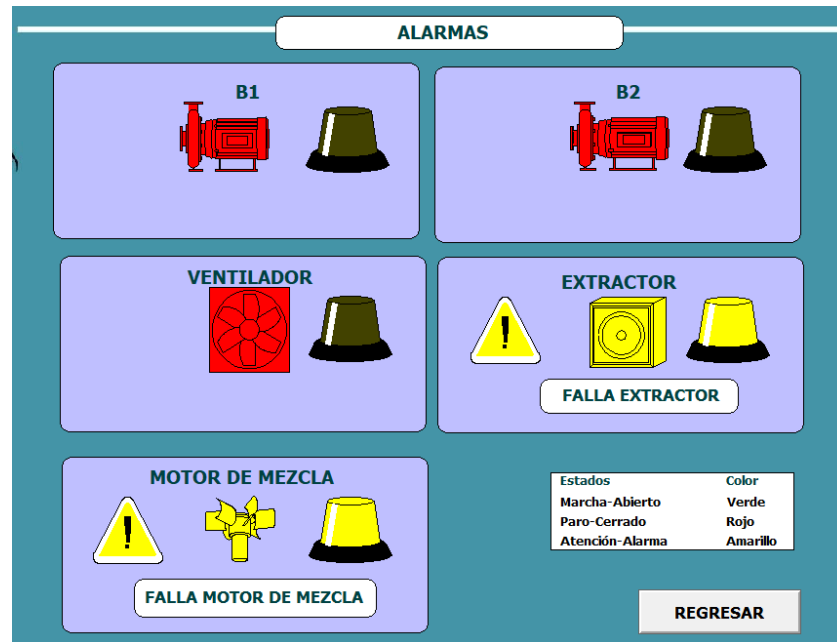 ALARMAS
B1
B2
VENTILADOR
EXTRACTOR
!
FALLA EXTRACTOR
MOTOR DE MEZCLA
!
FALLA MOTOR DE MEZCLA
Estados Color
Marcha-Abierto Verde
Paro-Cerrado Rojo
Atención-Alarma Amarillo
REGRESAR